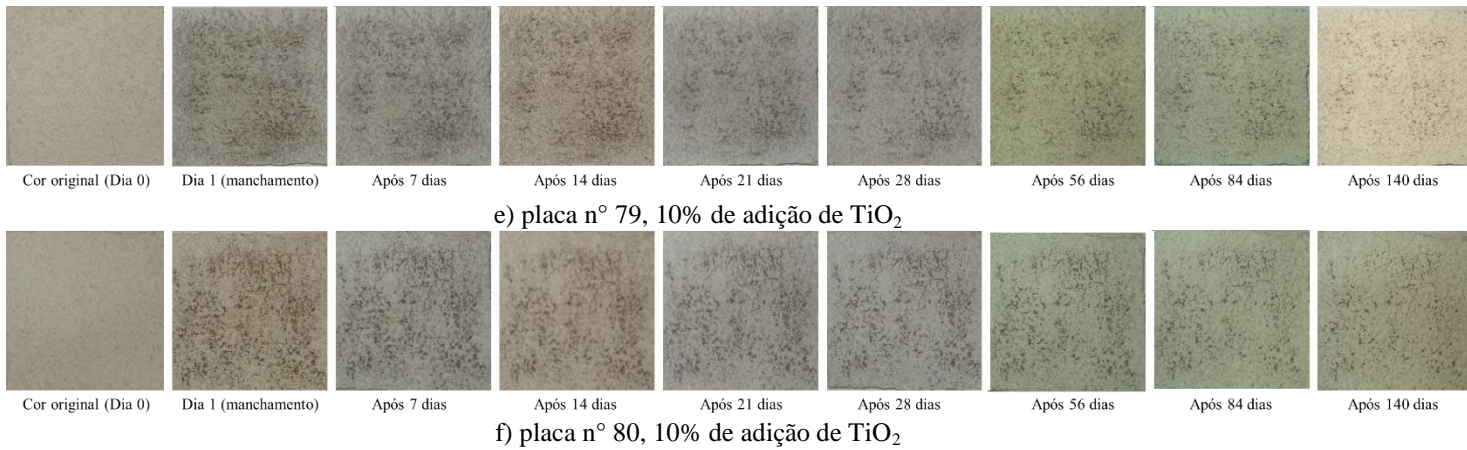 Cor original (Dia 0) Dia 1 (manchamento) Após 7 dias Após 14 dias Após 21 dias Após 28 dias Após 56 dias Após 84 dias Após 140 dias
e) placa n° 79, 10% de adição de TiO₂
Cor original (Dia 0) Dia 1 (manchamento) Após 7 dias Após 14 dias Após 21 dias Após 28 dias Após 56 dias Após 84 dias Após 140 dias
f) placa n° 80, 10% de adição de TiO₂